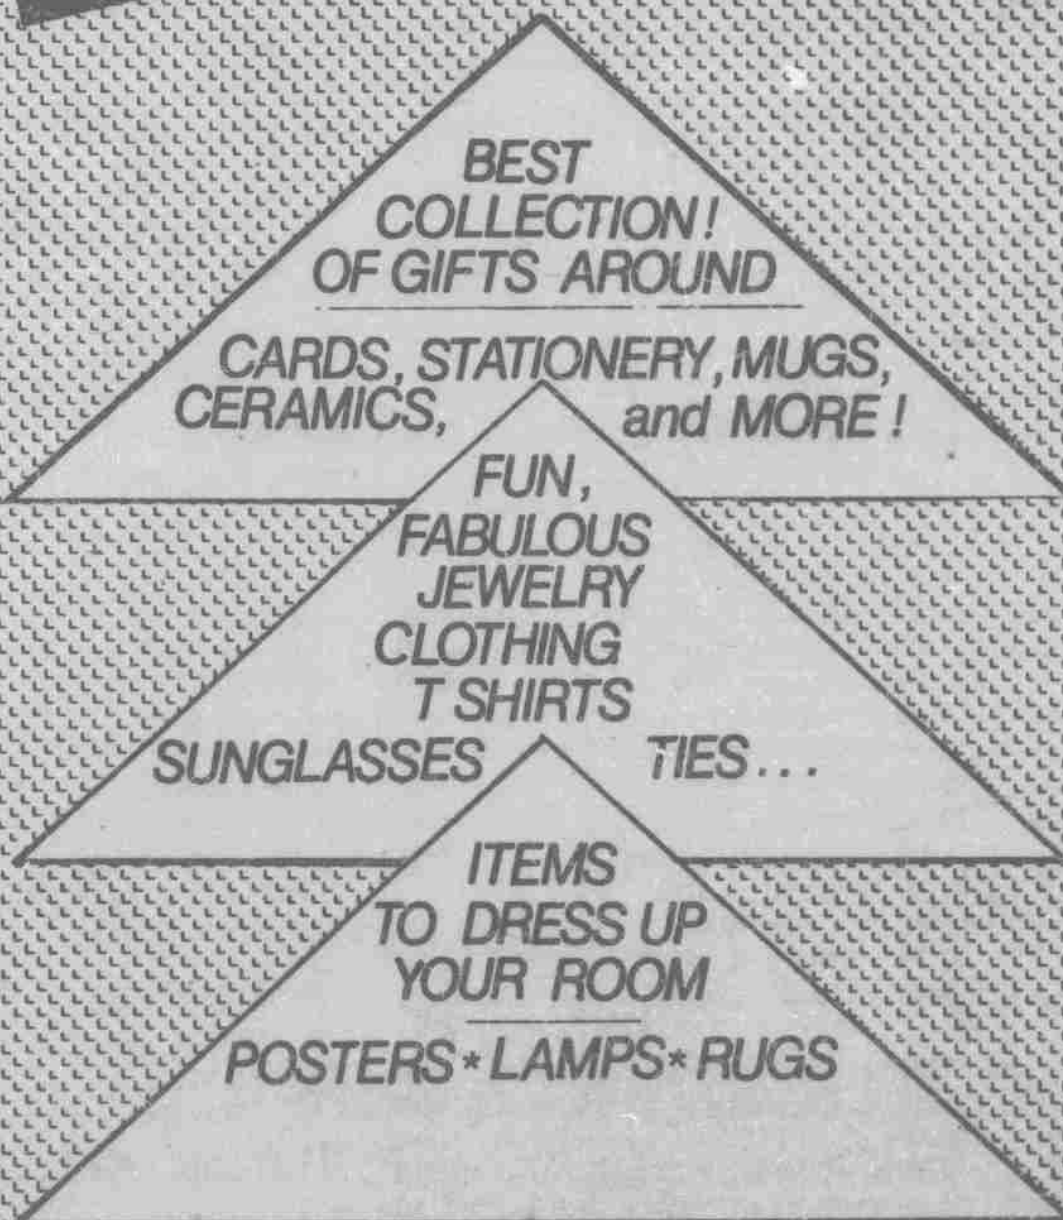 BEST
COLLECTION!
OF GIFTS AROUND
CARDS, STATIONERY, MUGS,
CERAMICS, and MORE!
FUN,
FABULOUS
JEWELRY
CLOTHING
T SHIRTS
SUNGLASSES TIES...
ITEMS
TO DRESS UP
YOUR ROOM
POSTERS * LAMPS * RUGS